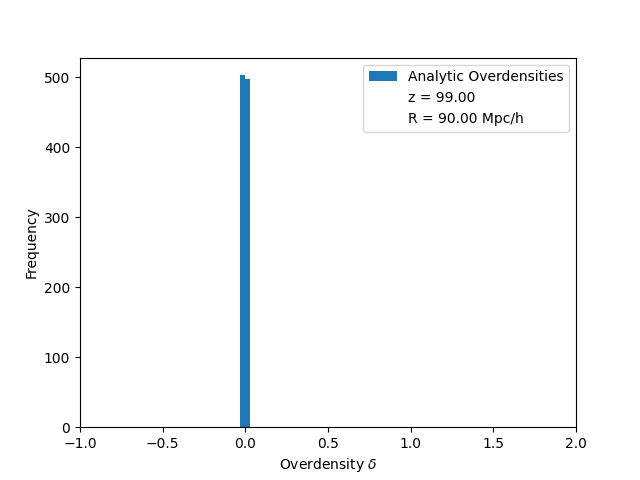 500
400
300
200
100
0
Frequency
Analytic Overdensities
z = 99.00
R = 90.00 Mpc/h
−1.0 −0.5 0.0 0.5 1.0 1.5 2.0
Overdensity δ